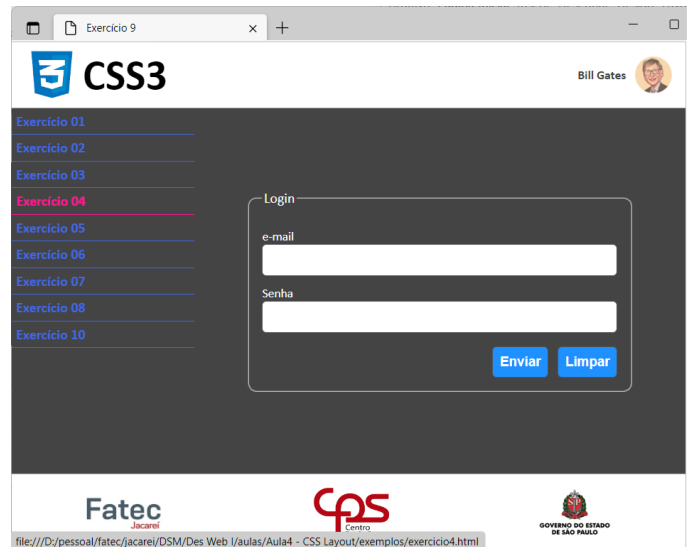 Exercício 9
CSS3
Bill Gates
Exercício 01
Exercício 02
Exercício 03
Exercício 04
Exercício 05
Exercício 06
Exercício 07
Exercício 08
Exercício 10
Login
e-mail
Senha
Enviar Limpar
Fatec
Jacareí
CPS
Centro
GOVERNO DO ESTADO
DE SÃO PAULO
file:///D:/pessoal/fatec/jacarei/DSM/Des Web I/aulas/Aula4 - CSS Layout/exemplos/exercicio4.html